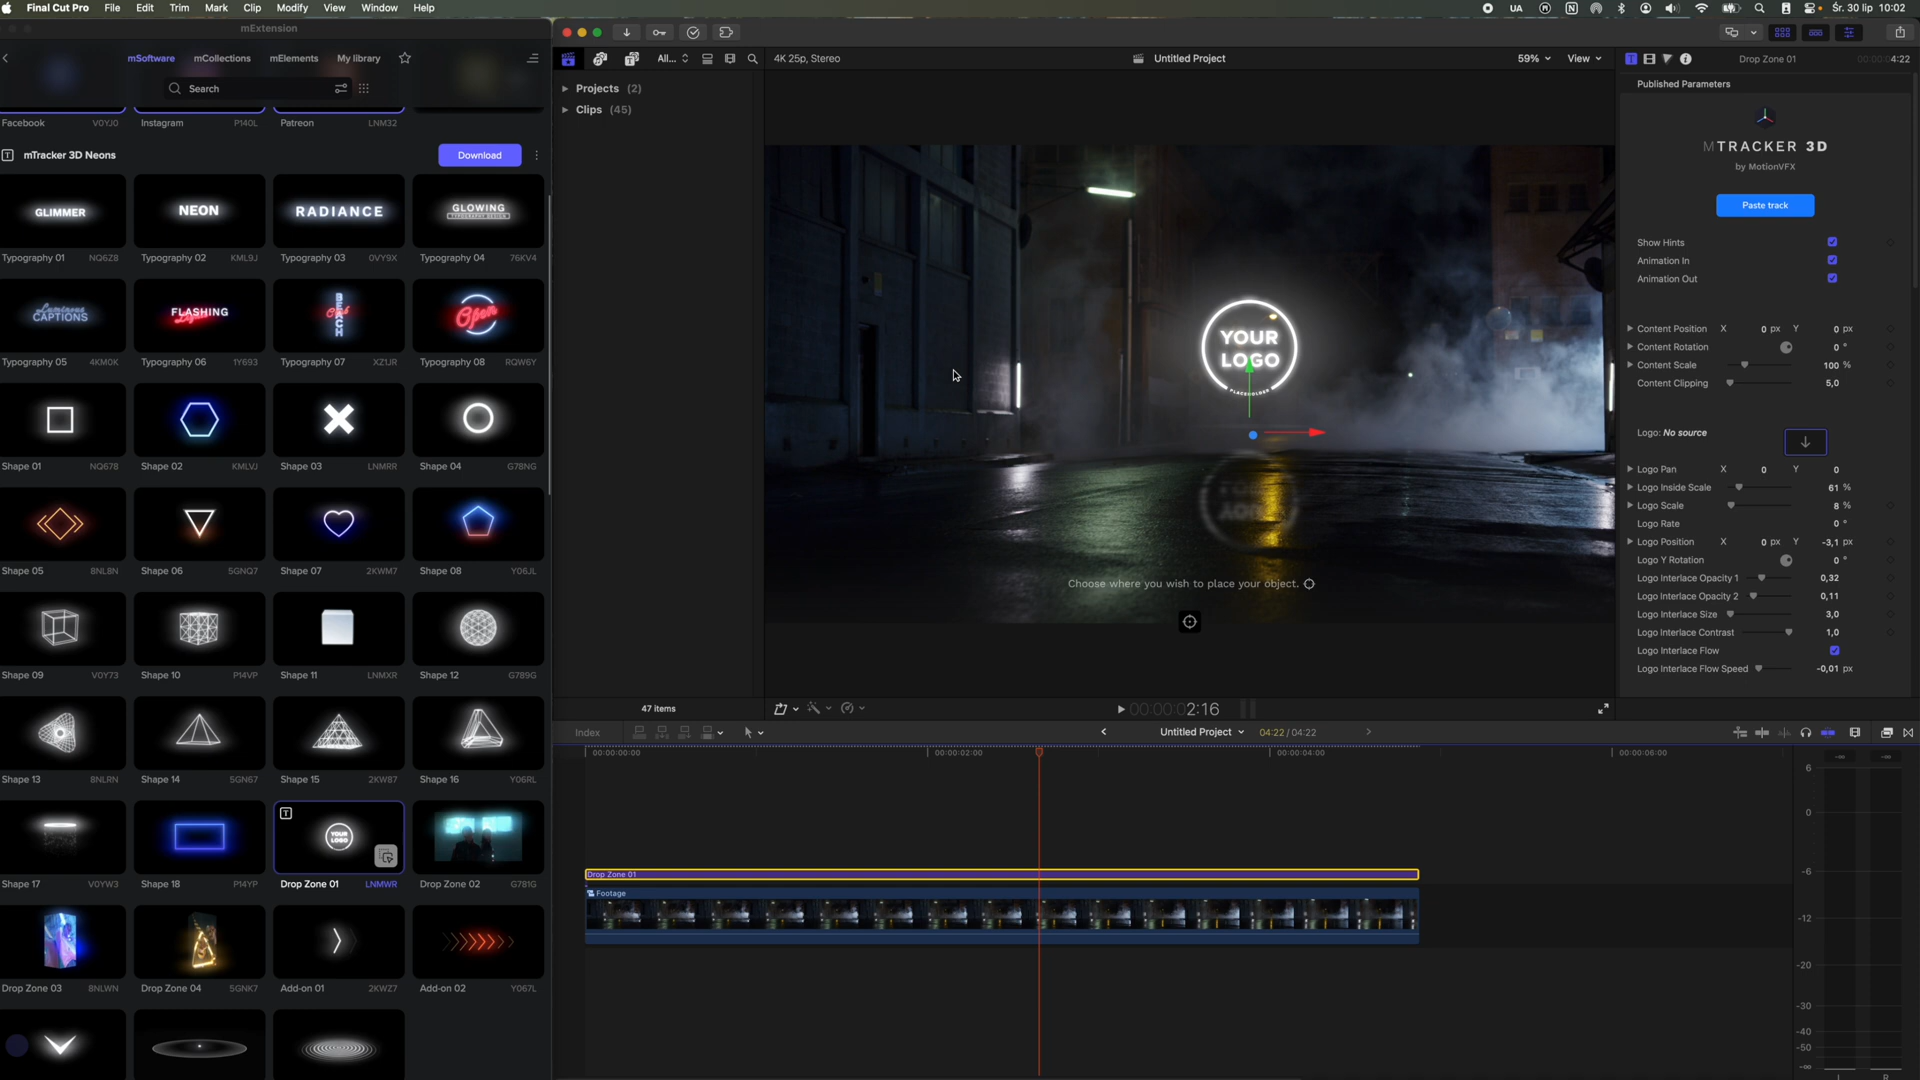 Final Cut Pro File Edit Trim Mark Clip Modify View Window Help
UA Śr. 30 lip 10:02
mExtension
mSoftware mCollections mElements My library
Search
Facebook V0YJ0 Instagram P140L Patreon LNM32
mTracker 3D Neons Download
GLIMMER NEON RADIANCE GLOWING
TYPOGRAPHY DESIGN
Typography 01 NQ6Z8 Typography 02 KML9J Typography 03 0VY9X Typography 04 76KV4
Luminous CAPTIONS FLASHING Lights BEACH Club Open
Typography 05 4KM0K Typography 06 1Y693 Typography 07 XZ1JR Typography 08 RQW6Y
Shape 01 NQ678 Shape 02 KMLVJ Shape 03 LNMRR Shape 04 G78NG
Shape 05 8NL8N Shape 06 5GNQ7 Shape 07 2KWM7 Shape 08 Y06JL
Shape 09 V0Y73 Shape 10 P14VP Shape 11 LNMXR Shape 12 G789G
Shape 13 8NLRN Shape 14 5GN67 Shape 15 2KW87 Shape 16 Y06RL
T YOUR LOGO
Shape 17 V0YW3 Shape 18 P14YP Drop Zone 01 LNMWR Drop Zone 02 G781G
Drop Zone 03 8NLWN Drop Zone 04 5GNK7 Add-on 01 2KWZ7 Add-on 02 Y067L
All...
Projects (2)
Clips (45)
47 items
4K 25p, Stereo Untitled Project 59% View
YOUR
LOGO
PLACEHOLDER
Choose where you wish to place your object.
00:00:02:16
Drop Zone 01 00:00:04:22
Published Parameters
MTRACKER 3D
by MotionVFX
Paste track
Show Hints
Animation In
Animation Out
Content Position X 0 px Y 0 px
Content Rotation 0 °
Content Scale 100 %
Content Clipping 5,0
Logo: No source
Logo Pan X 0 Y 0
Logo Inside Scale 61 %
Logo Scale 8 %
Logo Rate 0 °
Logo Position X 0 px Y -3,1 px
Logo Y Rotation 0 °
Logo Interlace Opacity 1 0,32
Logo Interlace Opacity 2 0,11
Logo Interlace Size 3,0
Logo Interlace Contrast 1,0
Logo Interlace Flow
Logo Interlace Flow Speed -0,01 px
Index Untitled Project 04:22 / 04:22
00:00:00:00 00:00:02:00 00:00:04:00 00:00:06:00
Drop Zone 01
Footage
-∞ -∞
6
0
-6
-12
-20
-30
-40
-50
-∞
L R